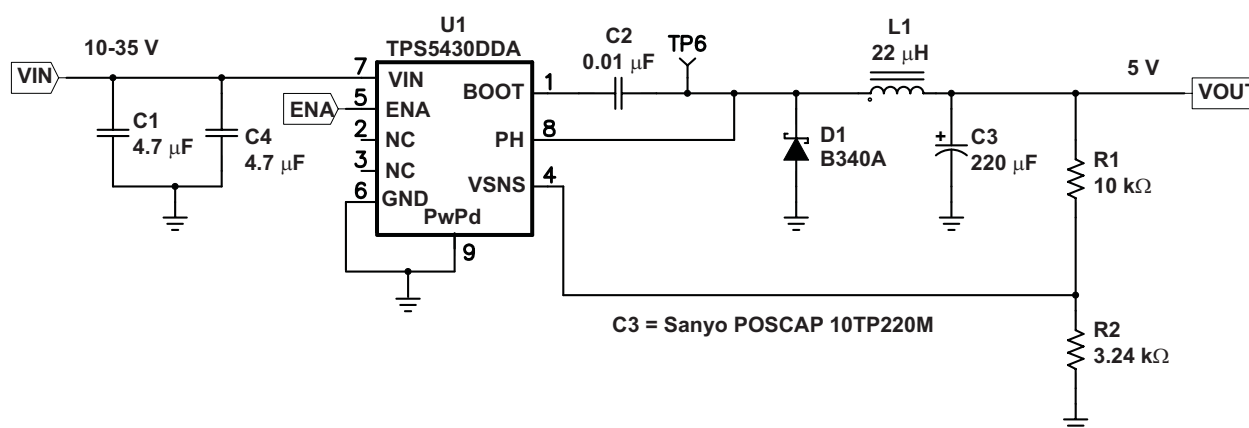 U1
TPS5430DDA
10-35 V
VIN
C1
4.7 μF
C4
4.7 μF
ENA
7
5
2
3
6
VIN
ENA
NC
NC
GND
BOOT
PH
VSNS
PwPd
1
8
4
9
C2
0.01 μF
TP6
L1
22 μH
5 V
VOUT
D1
B340A
+
C3
220 μF
R1
10 kΩ
C3 = Sanyo POSCAP 10TP220M
R2
3.24 kΩ